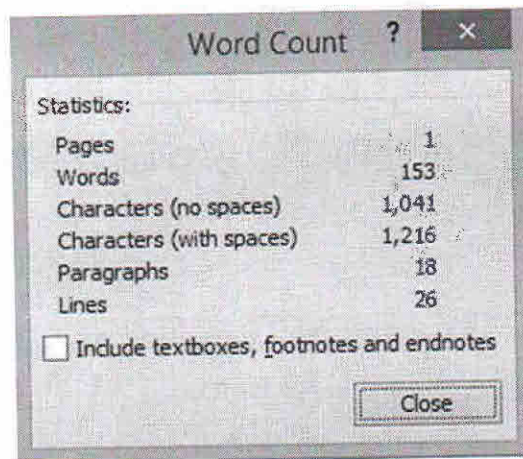 Word Count ? ×
Statistics:
Pages 1
Words 153
Characters (no spaces) 1,041
Characters (with spaces) 1,216
Paragraphs 18
Lines 26
Include textboxes, footnotes and endnotes
Close